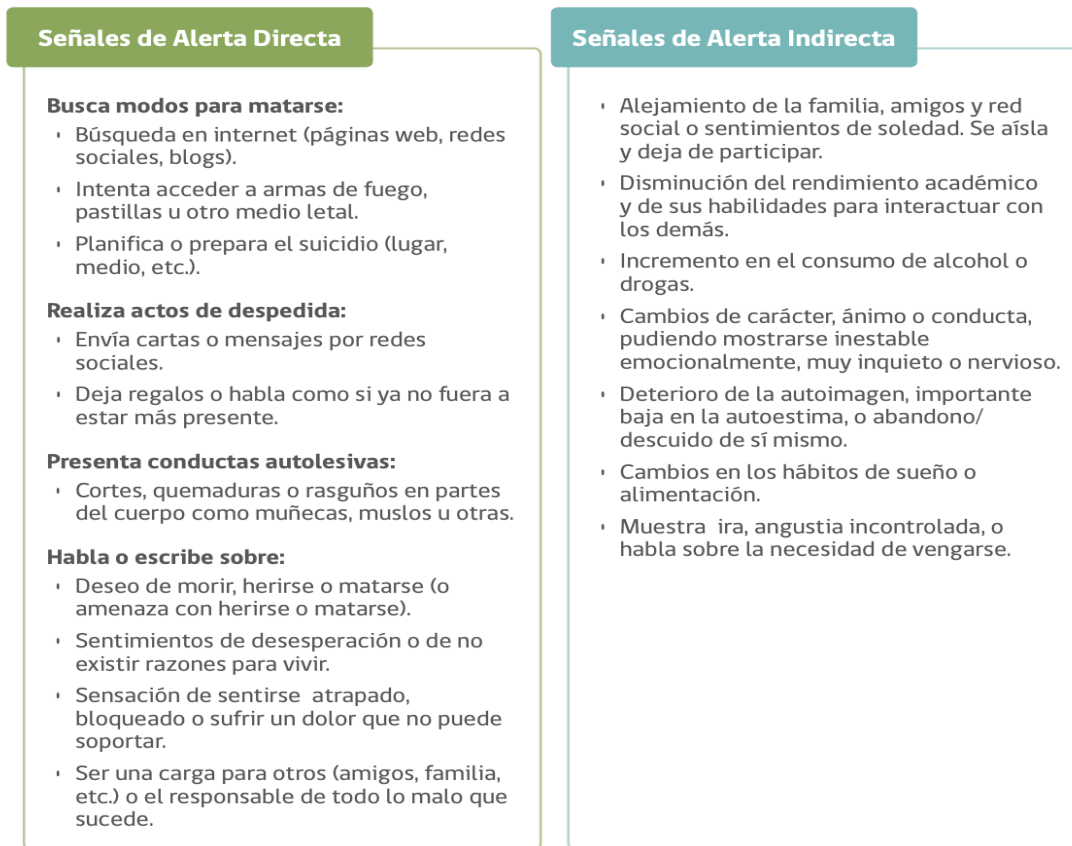 Señales de Alerta Directa
Busca modos para matarse:
Búsqueda en internet (páginas web, redes
sociales, blogs).
Intenta acceder a armas de fuego,
pastillas u otro medio letal.
Planifica o prepara el suicidio (lugar,
medio, etc.).
Realiza actos de despedida:
Envía cartas o mensajes por redes
sociales.
Deja regalos o habla como si ya no fuera a
estar más presente.
Presenta conductas autolesivas:
Cortes, quemaduras o rasguños en partes
del cuerpo como muñecas, muslos u otras.
Habla o escribe sobre:
Deseo de morir, herirse o matarse (o
amenaza con herirse o matarse).
Sentimientos de desesperación o de no
existir razones para vivir.
Sensación de sentirse atrapado,
bloqueado o sufrir un dolor que no puede
soportar.
Ser una carga para otros (amigos, familia,
etc.) o el responsable de todo lo malo que
sucede.
Señales de Alerta Indirecta
Alejamiento de la familia, amigos y red
social o sentimientos de soledad. Se aísla
y deja de participar.
Disminución del rendimiento académico
y de sus habilidades para interactuar con
los demás.
Incremento en el consumo de alcohol o
drogas.
Cambios de carácter, ánimo o conducta,
pudiendo mostrarse inestable
emocionalmente, muy inquieto o nervioso.
Deterioro de la autoimagen, importante
baja en la autoestima, o abandono/
descuido de sí mismo.
Cambios en los hábitos de sueño o
alimentación.
Muestra ira, angustia incontrolada, o
habla sobre la necesidad de vengarse.